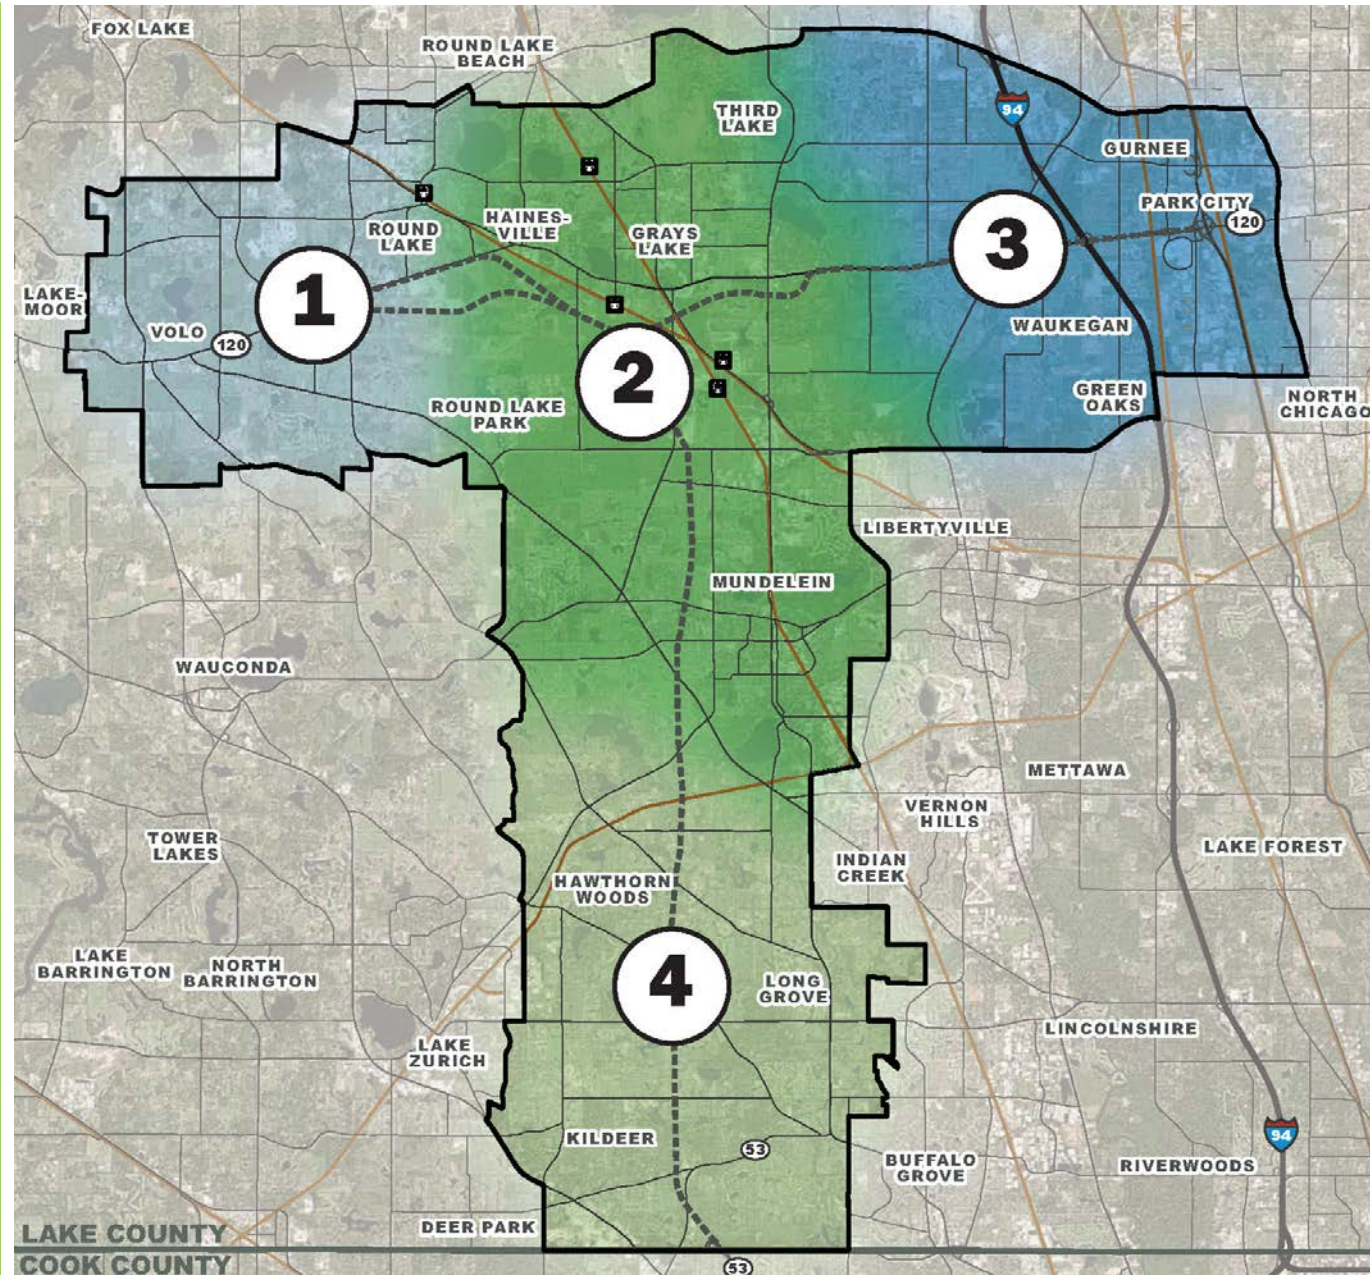 FOX LAKE
ROUND LAKE
BEACH
THIRD
LAKE
94
GURNEE
PARK CITY
120
ROUND
LAKE
HAINES-
VILLE
GRAYS
LAKE
3
1
LAKE-
MOOR
VOLO
120
WAUKEGAN
2
GREEN
OAKS
NORTH
CHICAGO
ROUND LAKE
PARK
LIBERTYVILLE
MUNDELEIN
WAUCONDA
METTAWA
VERNON
HILLS
TOWER
LAKES
LAKE FOREST
INDIAN
CREEK
HAWTHORN
WOODS
LAKE
BARRINGTON
NORTH
BARRINGTON
4
LONG
GROVE
LINCOLNSHIRE
LAKE
ZURICH
KILDEER
53
94
BUFFALO
GROVE
RIVERWOODS
DEER PARK
LAKE COUNTY
COOK COUNTY
53